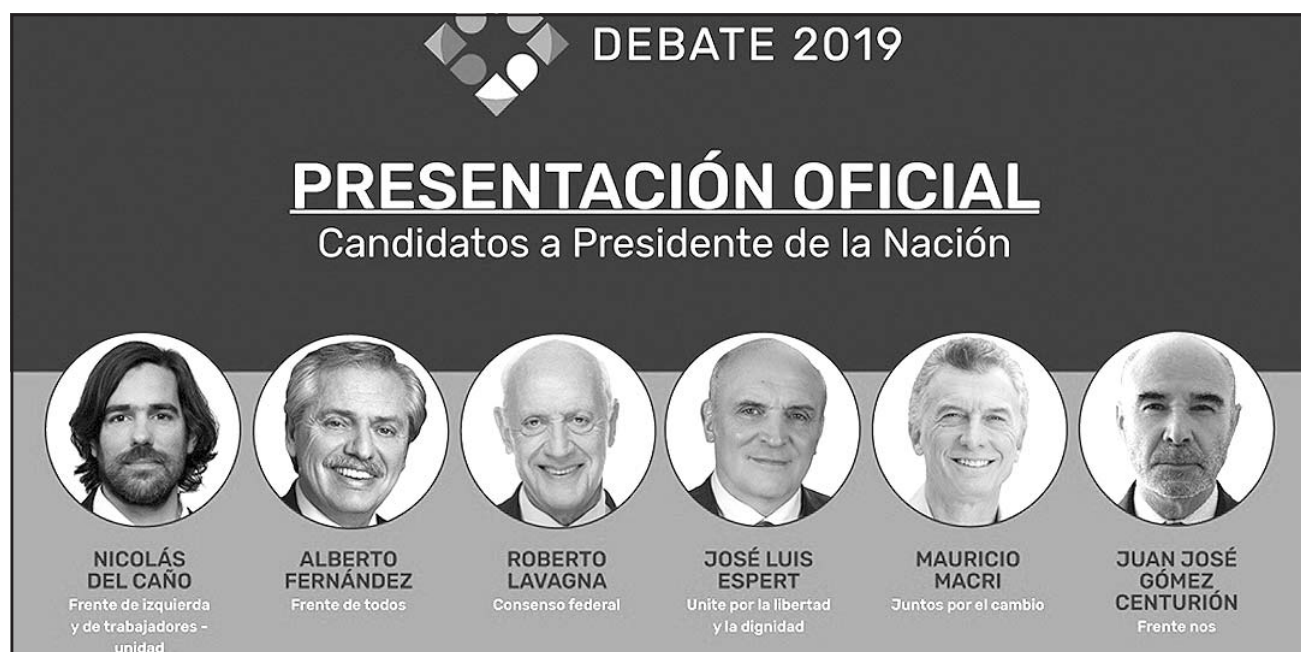 DEBATE 2019
PRESENTACIÓN OFICIAL
Candidatos a Presidente de la Nación
NICOLÁS
DEL CAÑO
Frente de izquierda
y de trabajadores -
unidad
ALBERTO
FERNÁNDEZ
Frente de todos
ROBERTO
LAVAGNA
Consenso federal
JOSÉ LUIS
ESPERT
Unite por la libertad
y la dignidad
MAURICIO
MACRI
Juntos por el cambio
JUAN JOSÉ
GÓMEZ
CENTURIÓN
Frente nos